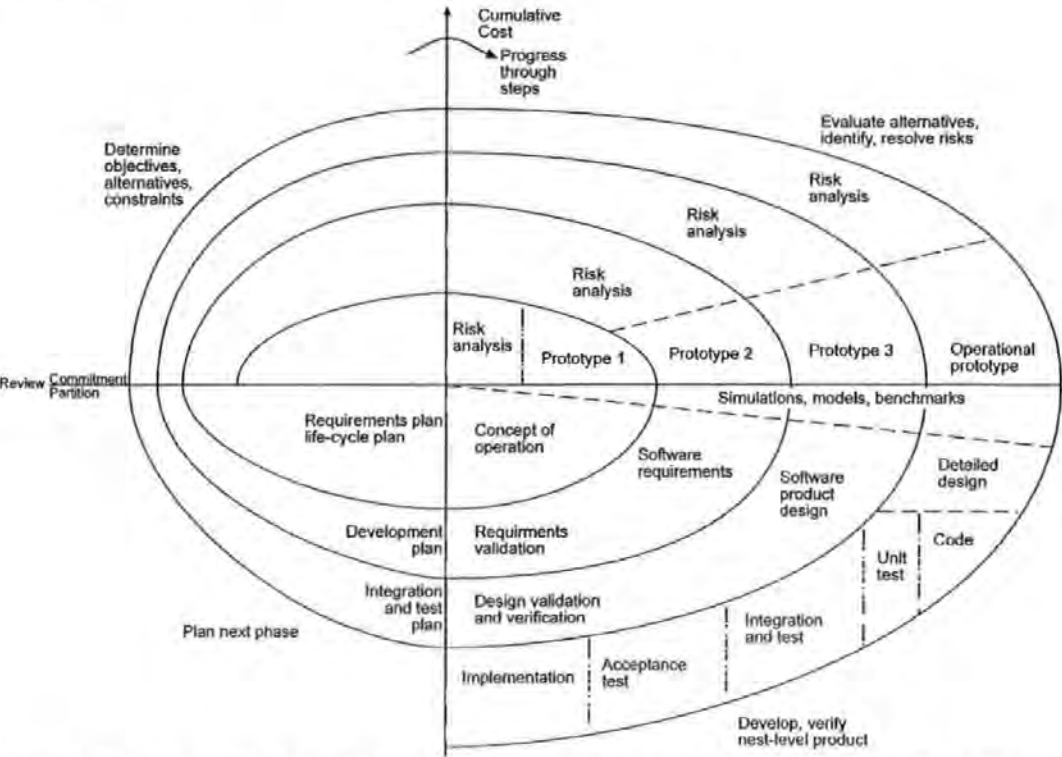 Cumulative
Cost
Progress
through
steps
Evaluate alternatives,
identify, resolve risks
Determine
objectives,
alternatives,
constraints
Risk
analysis
Risk
analysis
Risk
analysis
Risk
analysis
Prototype 1
Prototype 2
Prototype 3
Operational
prototype
Review
Commitment
Partition
Simulations, models, benchmarks
Requirements plan
life-cycle plan
Concept of
operation
Software
requirements
Software
product
design
Detailed
design
Development
plan
Requirments
validation
Unit
test
Code
Integration
and test
plan
Design validation
and verification
Integration
and test
Plan next phase
Implementation
Acceptance
test
Develop, verify
nest-level product